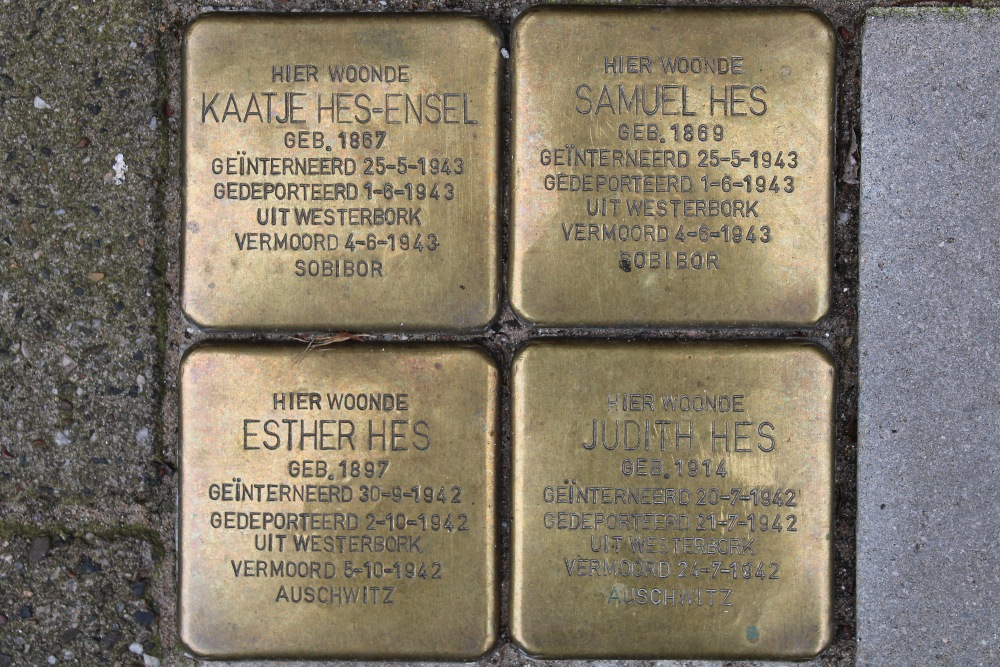 HIER WOONDE
KAATJE HES-ENSEL
GEB. 1867
GEÏNTERNEERD 25-5-1943
GEDEPORTEERD 1-6-1943
UIT WESTERBORK
VERMOORD 4-6-1943
SOBIBOR
HIER WOONDE
SAMUEL HES
GEB. 1869
GEÏNTERNEERD 25-5-1943
GEDEPORTEERD 1-6-1943
UIT WESTERBORK
VERMOORD 4-6-1943
SOBIBOR
HIER WOONDE
ESTHER HES
GEB. 1897
GEÏNTERNEERD 30-9-1942
GEDEPORTEERD 2-10-1942
UIT WESTERBORK
VERMOORD 5-10-1942
AUSCHWITZ
HIER WOONDE
JUDITH HES
GEB. 1914
GEÏNTERNEERD 20-7-1942
GEDEPORTEERD 21-7-1942
UIT WESTERBORK
VERMOORD 24-7-1942
AUSCHWITZ